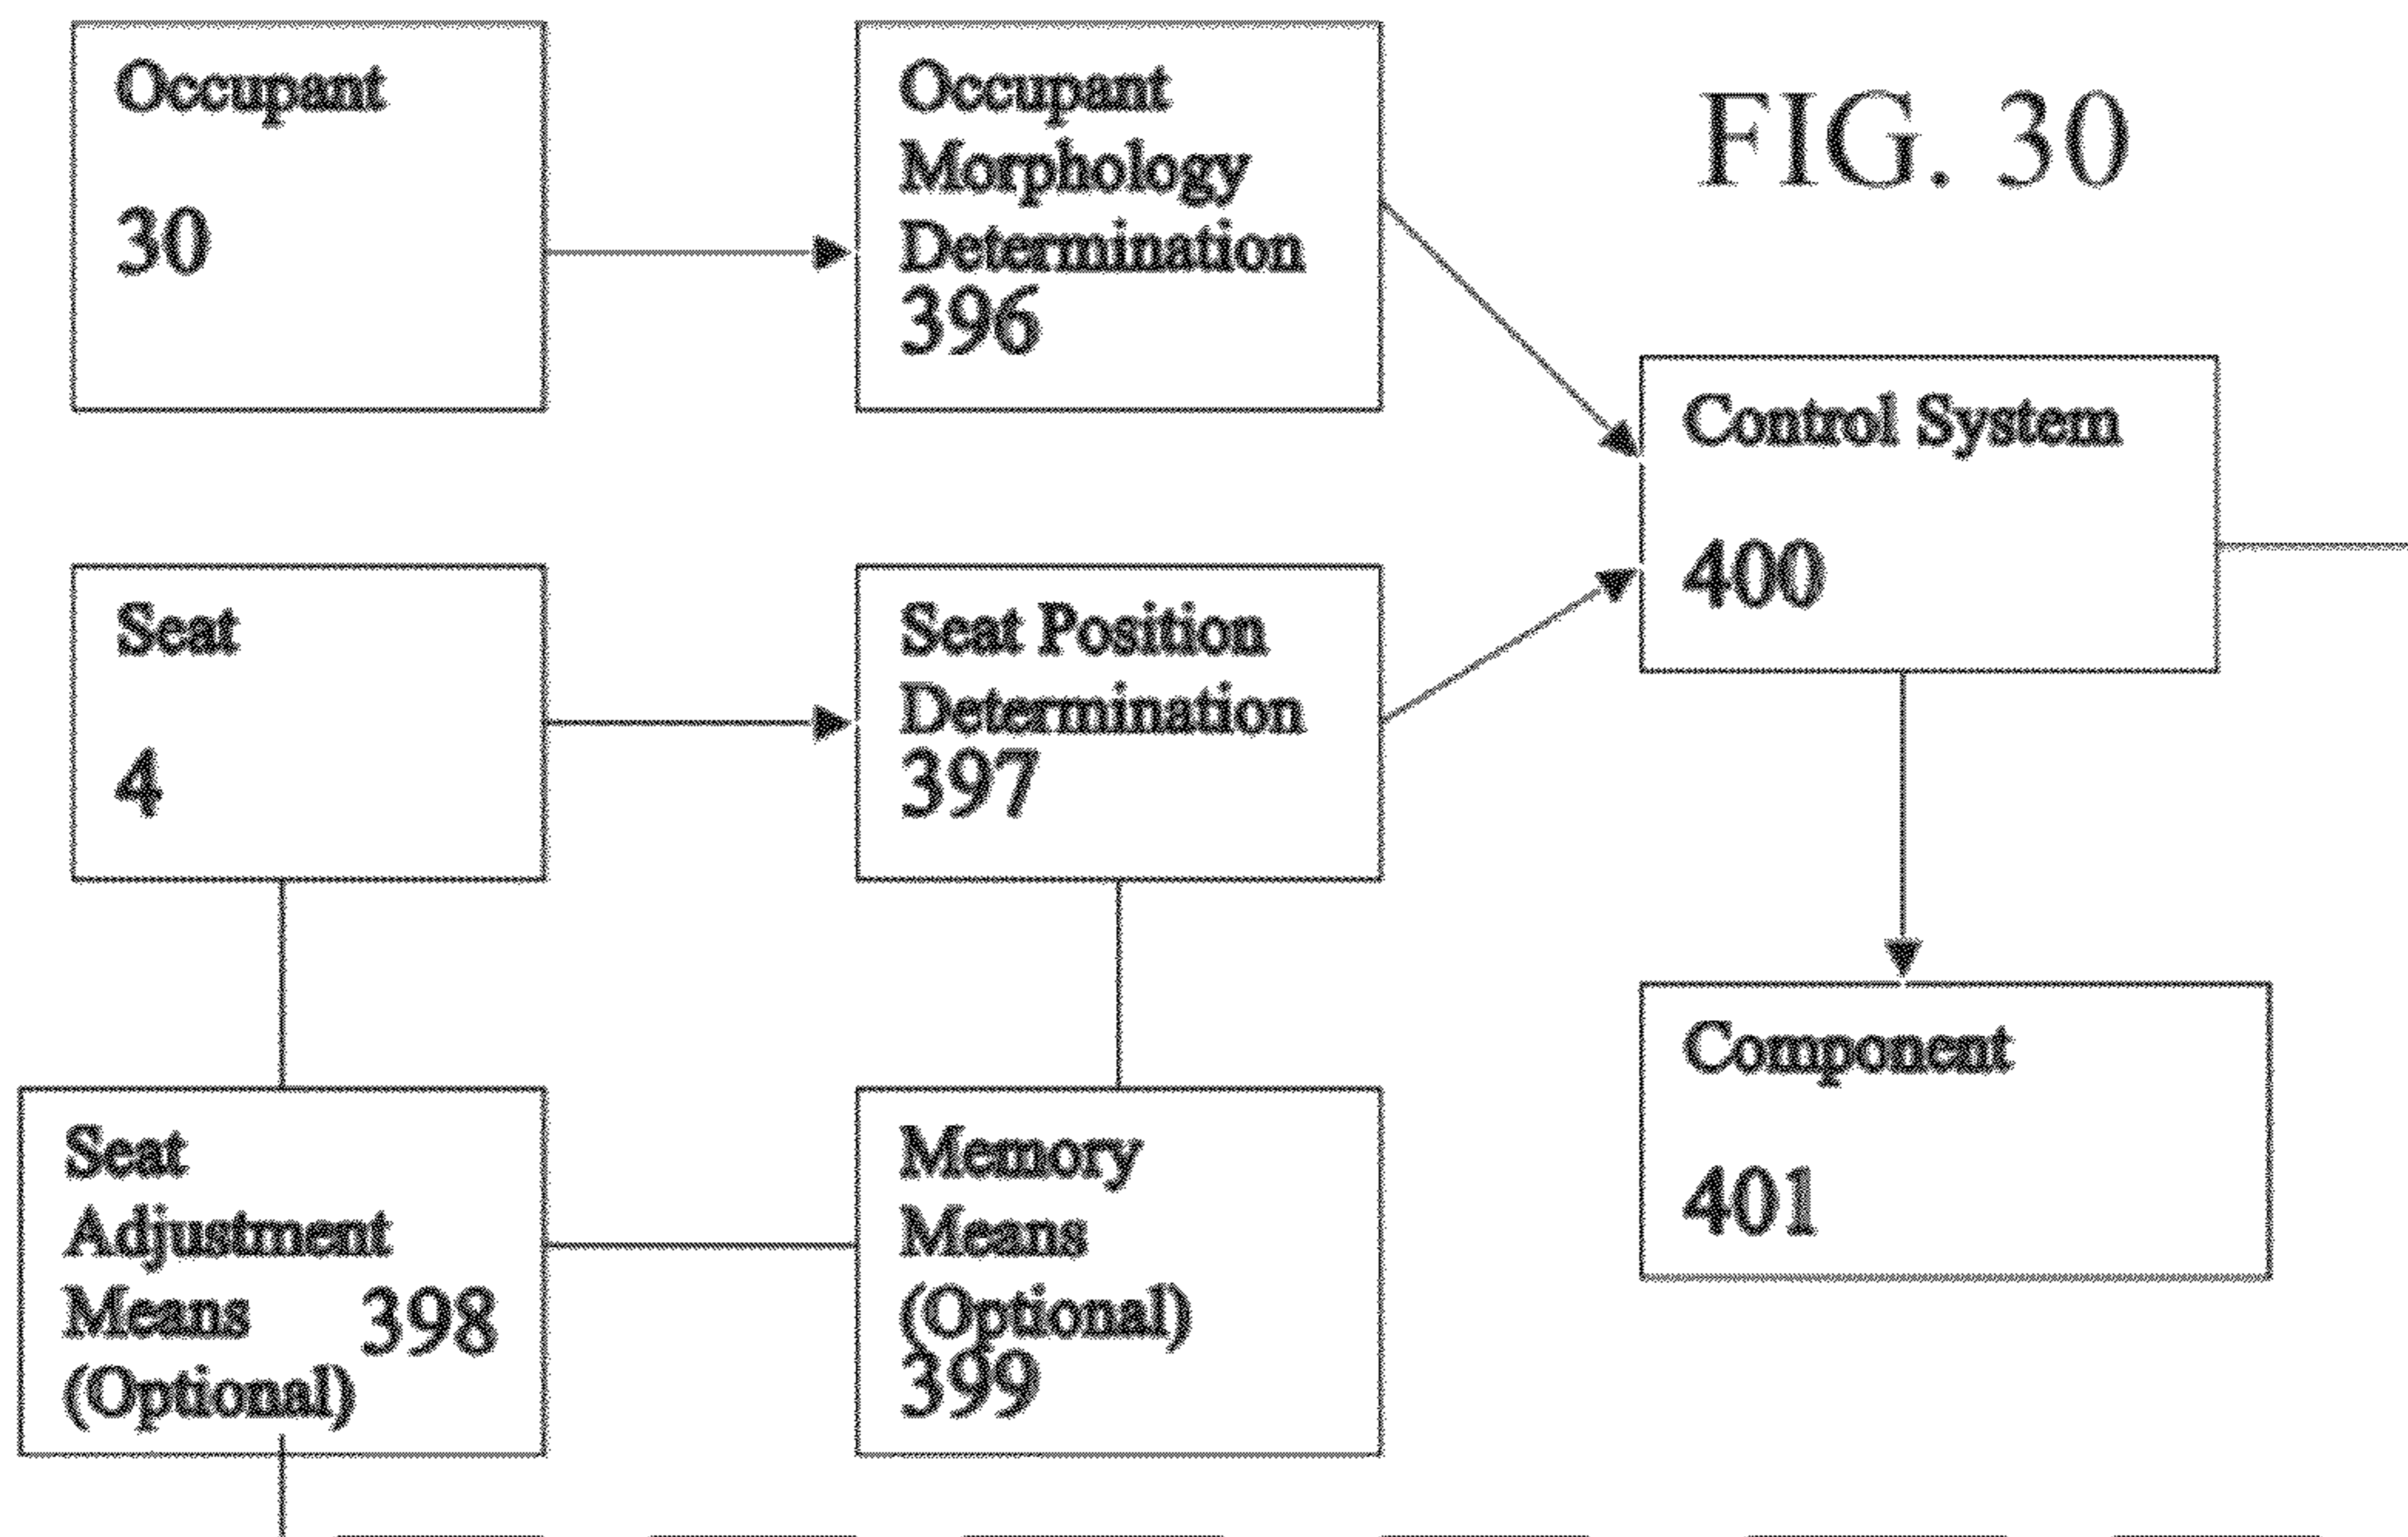 Occupant
30
Occupant
Morphology
Determination
396
FIG. 30
Control System
400
Seat
4
Seat Position
Determination
397
Component
401
Seat
Adjustment
Means 398
(Optional)
Memory
Means
(Optional)
399